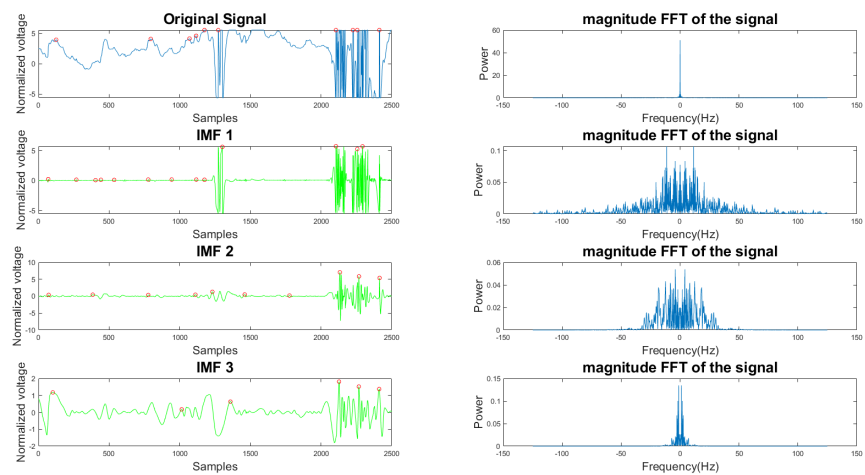 Original Signal
Normalized voltage
5
0
-5
0 500 1000 1500 2000 2500
Samples
magnitude FFT of the signal
Power
60
40
20
0
-150 -100 -50 0 50 100 150
Frequency(Hz)
IMF 1
Normalized voltage
5
0
-5
0 500 1000 1500 2000 2500
Samples
magnitude FFT of the signal
Power
0.1
0.05
0
-150 -100 -50 0 50 100 150
Frequency(Hz)
IMF 2
Normalized voltage
10
5
0
-5
-10
0 500 1000 1500 2000 2500
Samples
magnitude FFT of the signal
Power
0.06
0.04
0.02
0
-150 -100 -50 0 50 100 150
Frequency(Hz)
IMF 3
Normalized voltage
2
1
0
-1
-2
0 500 1000 1500 2000 2500
Samples
magnitude FFT of the signal
Power
0.15
0.1
0.05
0
-150 -100 -50 0 50 100 150
Frequency(Hz)